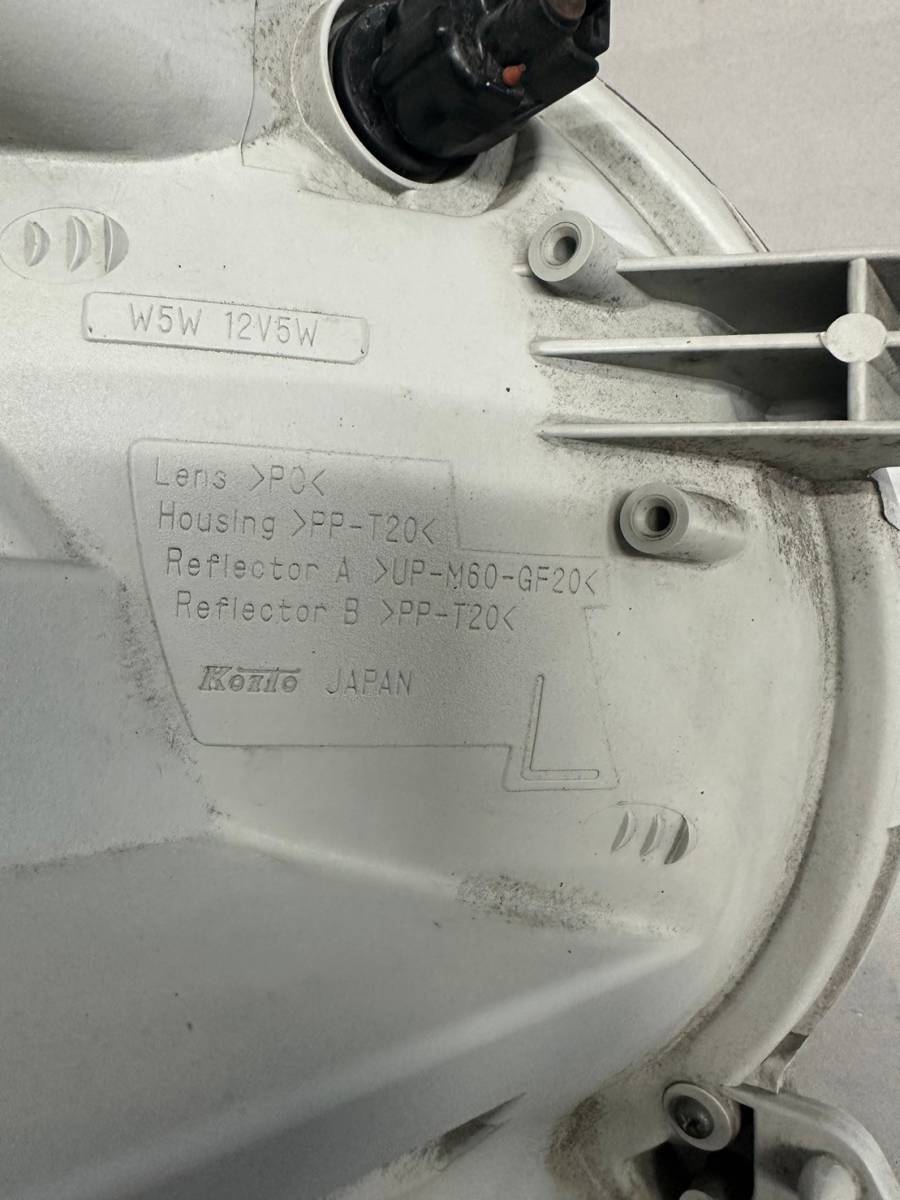 W5W 12V5W
Lens >PC<
Housing >PP-T20<
Reflector A >UP-M60-GF20<
Reflector B >PP-T20<
Koito JAPAN
L